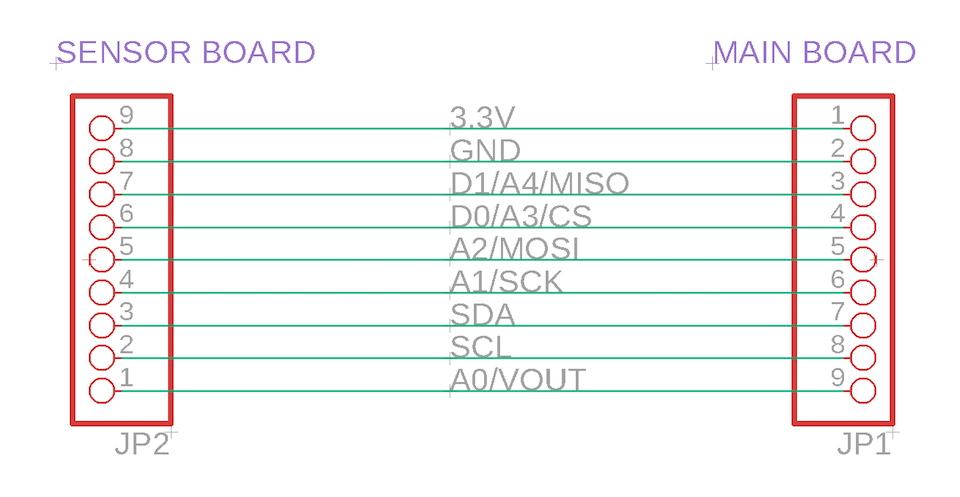 SENSOR BOARD MAIN BOARD
9 3.3V 1
8 GND 2
7 D1/A4/MISO 3
6 D0/A3/CS 4
5 A2/MOSI 5
4 A1/SCK 6
3 SDA 7
2 SCL 8
1 A0/VOUT 9
JP2 JP1